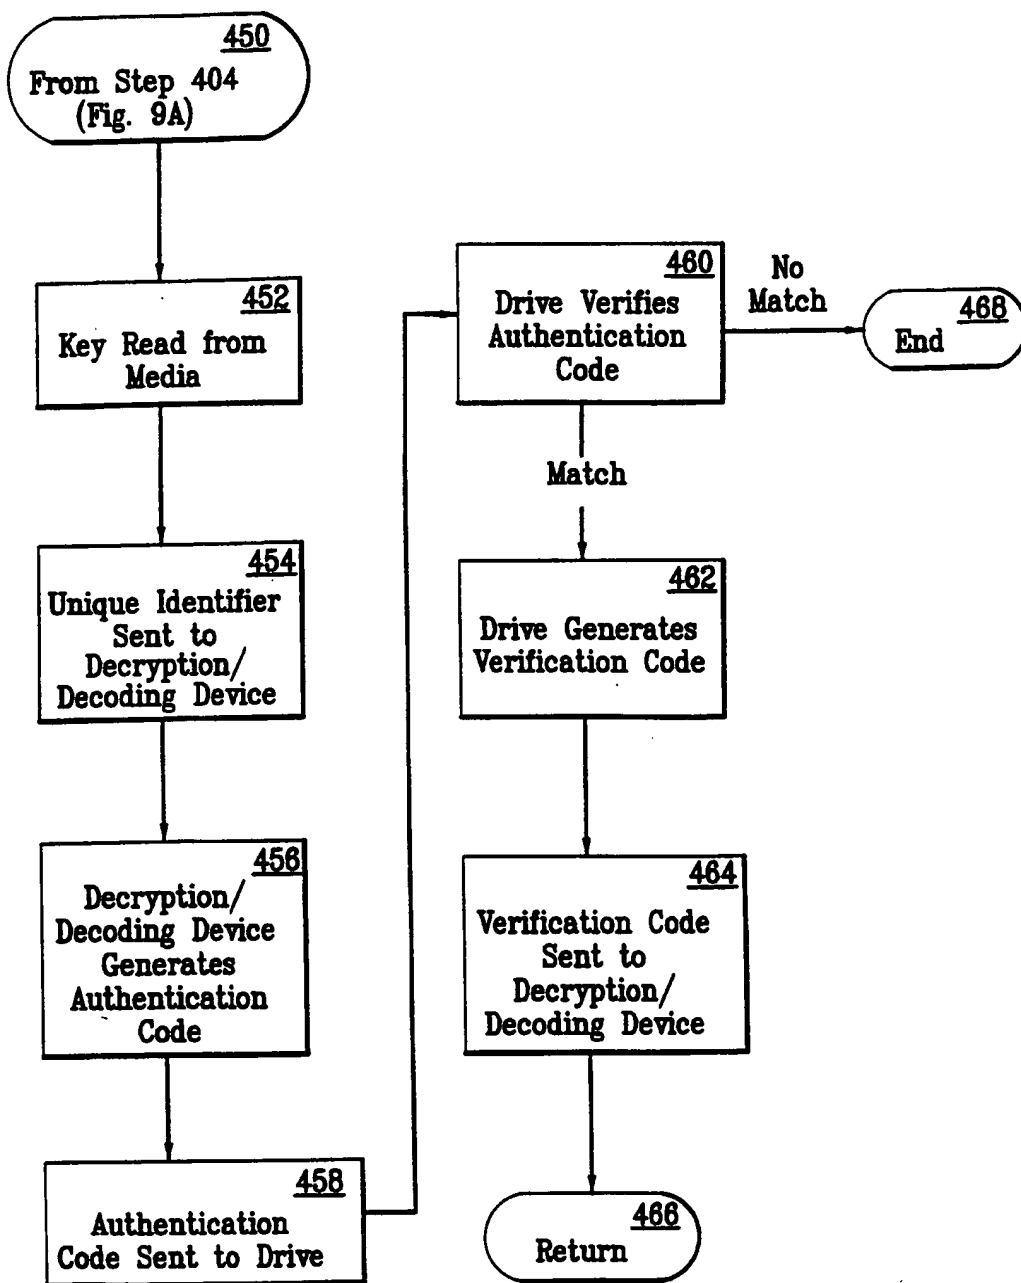 450
From Step 404
(Fig. 9A)
452
Key Read from
Media
454
Unique Identifier
Sent to
Decryption/
Decoding Device
456
Decryption/
Decoding Device
Generates
Authentication
Code
458
Authentication
Code Sent to Drive
460
Drive Verifies
Authentication
Code
No
Match
468
End
Match
462
Drive Generates
Verification Code
464
Verification Code
Sent to
Decryption/
Decoding Device
466
Return